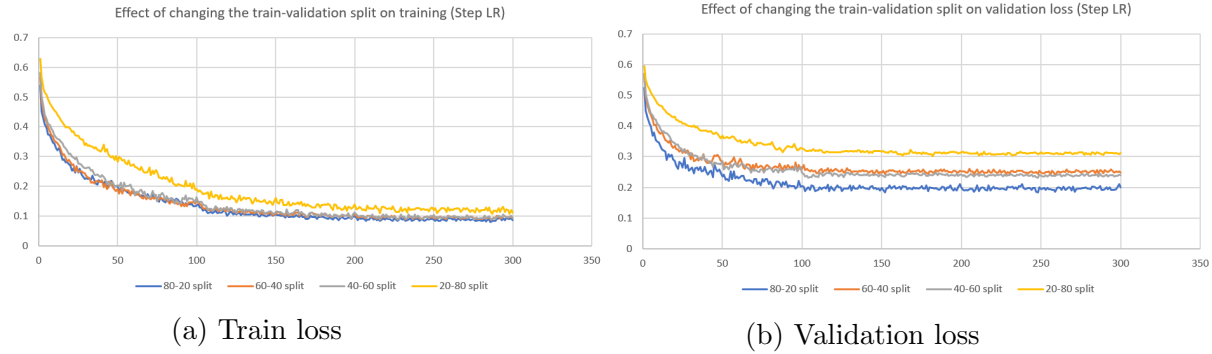 Effect of changing the train-validation split on training (Step LR)
0.7
0.6
0.5
0.4
0.3
0.2
0.1
0
0 50 100 150 200 250 300 350
80-20 split 60-40 split 40-60 split 20-80 split
(a) Train loss
Effect of changing the train-validation split on validation loss (Step LR)
0.7
0.6
0.5
0.4
0.3
0.2
0.1
0
0 50 100 150 200 250 300 350
80-20 split 60-40 split 40-60 split 20-80 split
(b) Validation loss